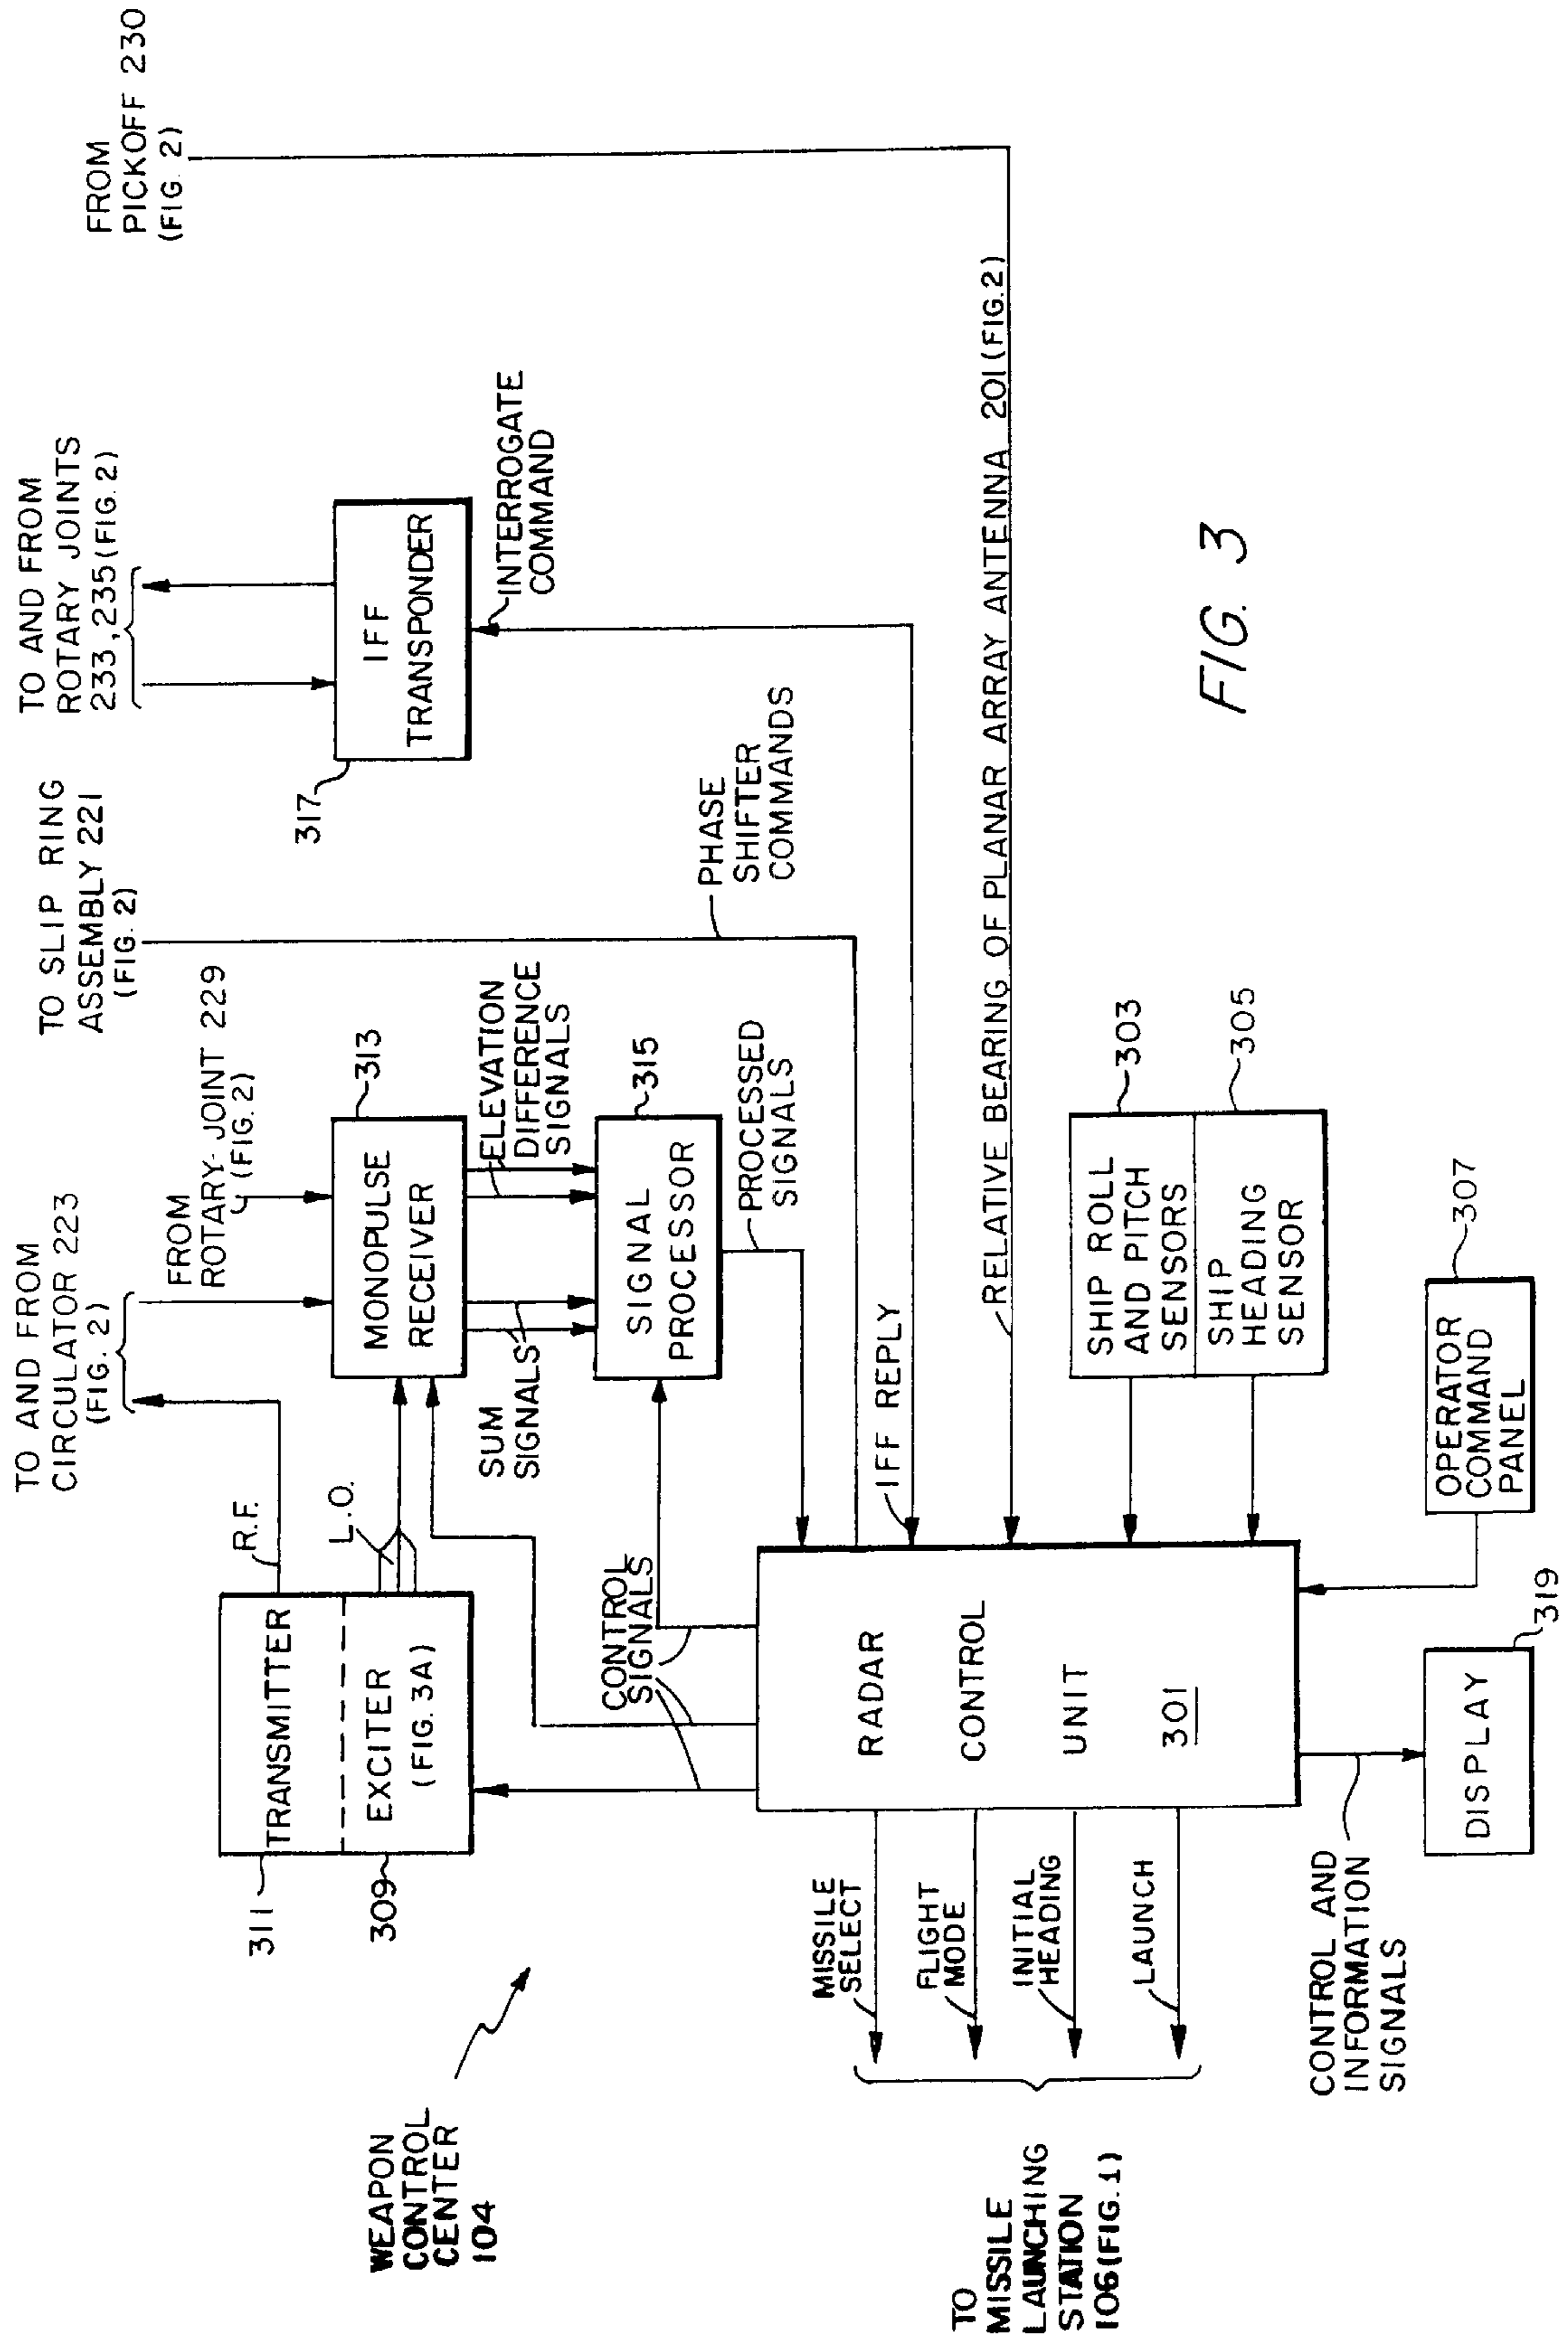 TO AND FROM
CIRCULATOR 223
(FIG. 2)
FROM
ROTARY JOINT 229
(FIG. 2)
TO SLIP RING
ASSEMBLY 221
(FIG. 2)
TO AND FROM
ROTARY JOINTS
233, 235 (FIG. 2)
FROM
PICKOFF 230
(FIG. 2)
WEAPON
CONTROL
CENTER
104
311
TRANSMITTER
309
EXCITER
(FIG. 3A)
R.F.
L.O.
313
MONOPULSE
RECEIVER
SUM
SIGNALS
ELEVATION
DIFFERENCE
SIGNALS
315
SIGNAL
PROCESSOR
PROCESSED
SIGNALS
317
IFF
TRANSPONDER
INTERROGATE
COMMAND
PHASE
SHIFTER
COMMANDS
CONTROL
SIGNALS
IFF REPLY
RELATIVE BEARING OF PLANAR ARRAY ANTENNA 201 (FIG. 2)
RADAR
CONTROL
UNIT
301
MISSILE
SELECT
FLIGHT
MODE
INITIAL
HEADING
LAUNCH
TO
MISSILE
LAUNCHING
STATION
106 (FIG. 1)
303
SHIP ROLL
AND PITCH
SENSORS
305
SHIP
HEADING
SENSOR
307
OPERATOR
COMMAND
PANEL
CONTROL AND
INFORMATION
SIGNALS
319
DISPLAY
FIG. 3